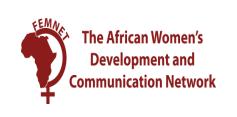 FEMNET
The African Women's
Development and
Communication Network